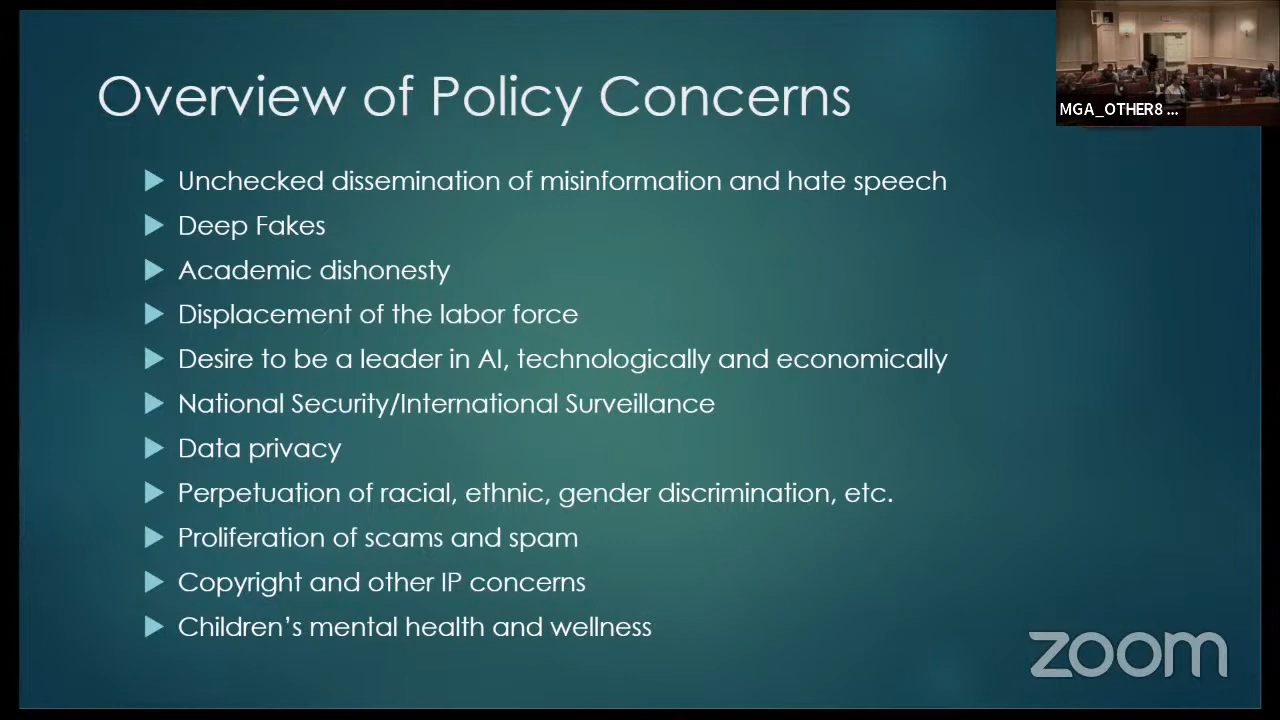 Overview of Policy Concerns
MGA_OTHER8 ...
Unchecked dissemination of misinformation and hate speech
Deep Fakes
Academic dishonesty
Displacement of the labor force
Desire to be a leader in AI, technologically and economically
National Security/International Surveillance
Data privacy
Perpetuation of racial, ethnic, gender discrimination, etc.
Proliferation of scams and spam
Copyright and other IP concerns
Children’s mental health and wellness
zoom